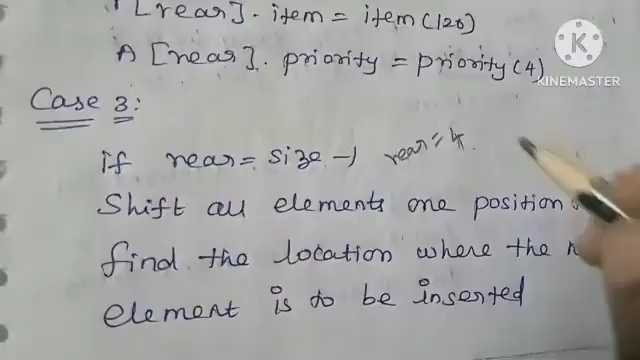 [rear]. item = item (120)
A [rear]. priority = priority (4)
KINEMASTER
Case 3:
if rear = size - 1 rear = 4.
Shift all elements one position
find the location where the
element is to be inserted